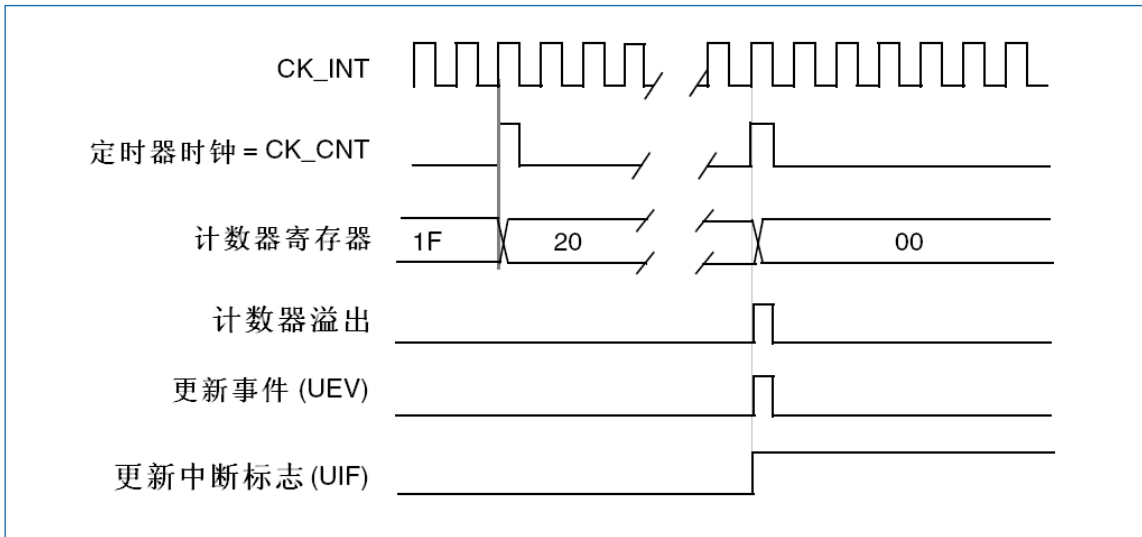 CK_INT
定时器时钟 = CK_CNT
计数器寄存器 1F 20 00
计数器溢出
更新事件 (UEV)
更新中断标志 (UIF)